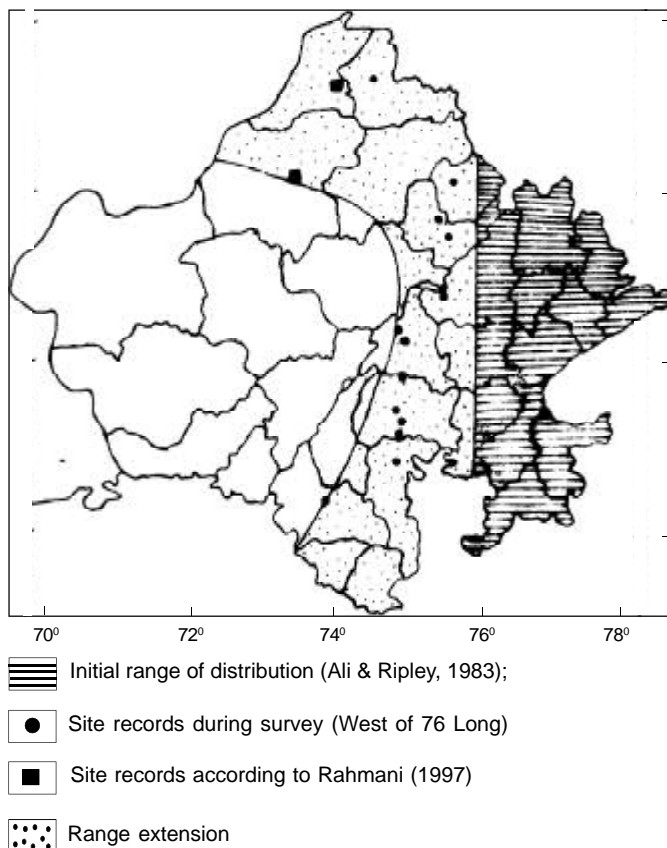 70⁰ 72⁰ 74⁰ 76⁰ 78⁰
Initial range of distribution (Ali & Ripley, 1983);
Site records during survey (West of 76 Long)
Site records according to Rahmani (1997)
Range extension